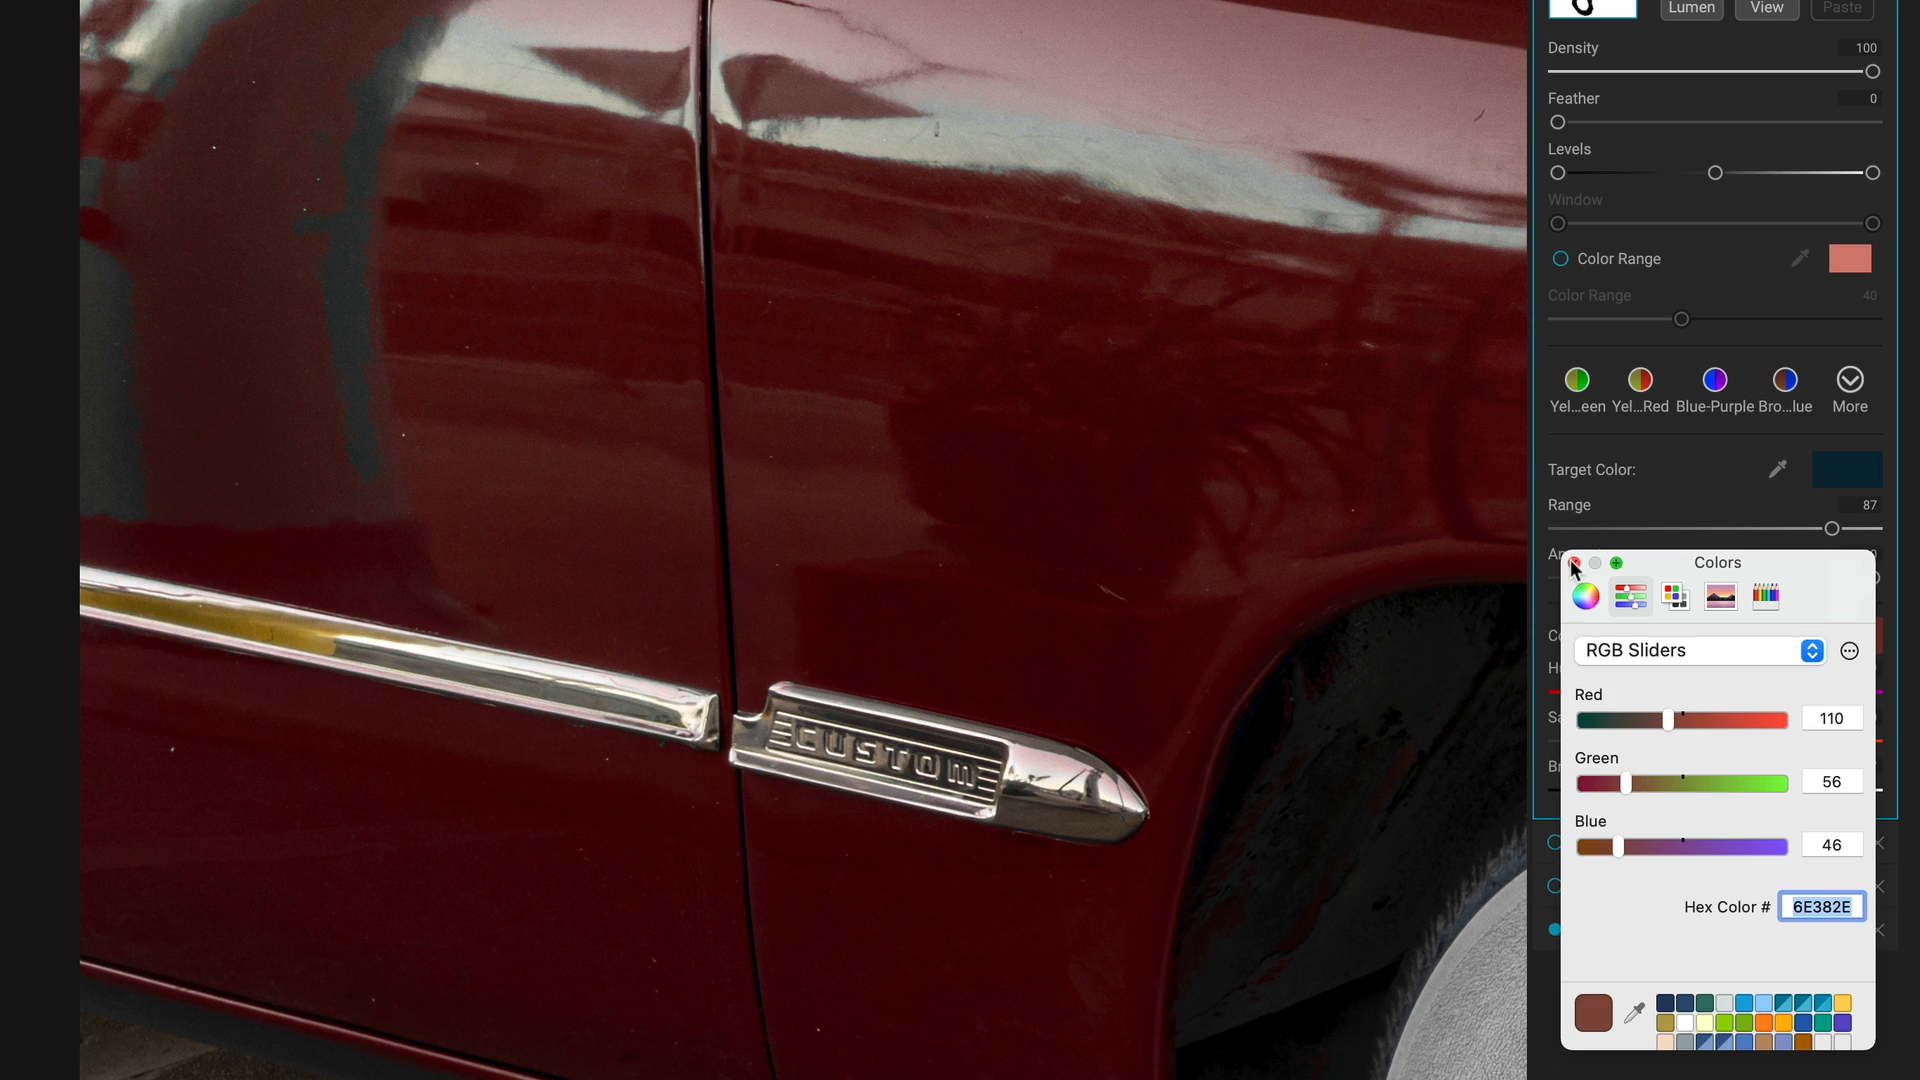 Lumen View Paste
Density 100
Feather 0
Levels
Window
Color Range
Color Range 40
Yel...een Yel...Red Blue-Purple Bro...lue More
Target Color:
Range 87
Colors
RGB Sliders
Red
110
Green
56
Blue
46
Hex Color # 6E382E
CUSTOM